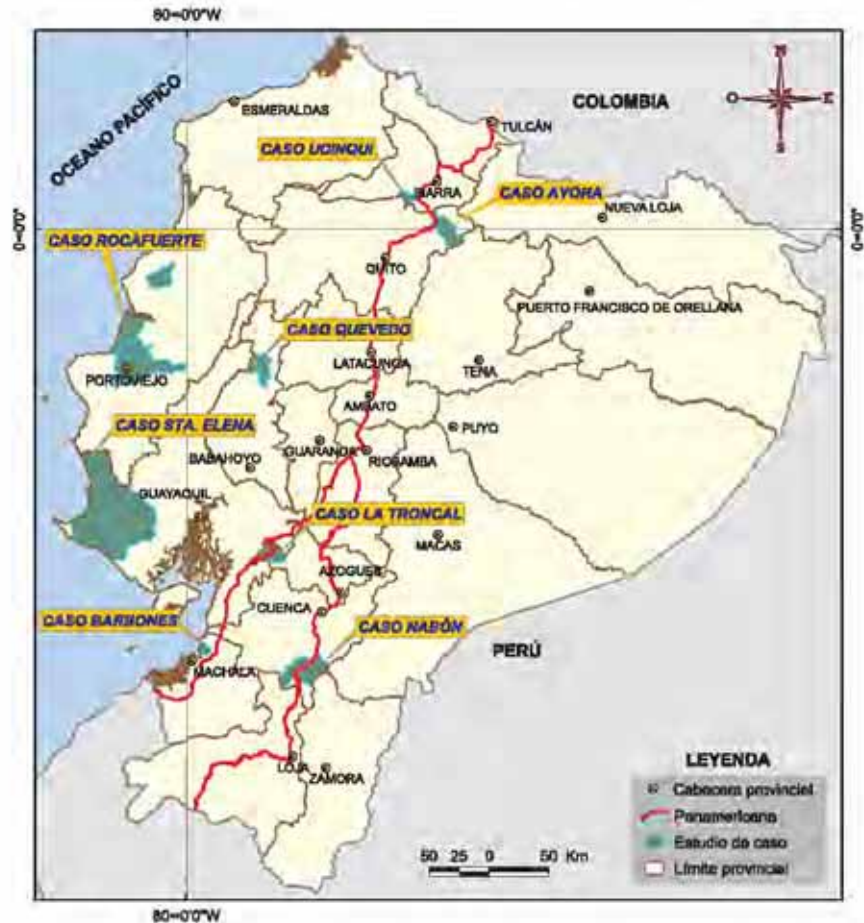 80°0'0"W
OCEANO PACÍFICO
ESMERALDAS
COLOMBIA
TULCÁN
CASO UCINQUI
IBARRA
CASO AYORA
NUEVA LOJA
0°0'0"
0°0'0"
CASO ROCAFUERTE
QUITO
PUERTO FRANCISCO DE ORELLANA
CASO QUEVEDO
LATACUNGA
TENA
PORTOVIEJO
AMBATO
CASO STA. ELENA
PUYO
GUARANDA
RIOBAMBA
BABAHOYO
GUAYAQUIL
CASO LA TRONCAL
MACAS
AZOGUES
CUENCA
CASO BARBONES
CASO NABÓN
PERÚ
MACHALA
LOJA
ZAMORA
N
O
E
S
LEYENDA
Cabecera provincial
Panamericana
Estudio de caso
Límite provincial
50 25 0 50 Km
80°0'0"W